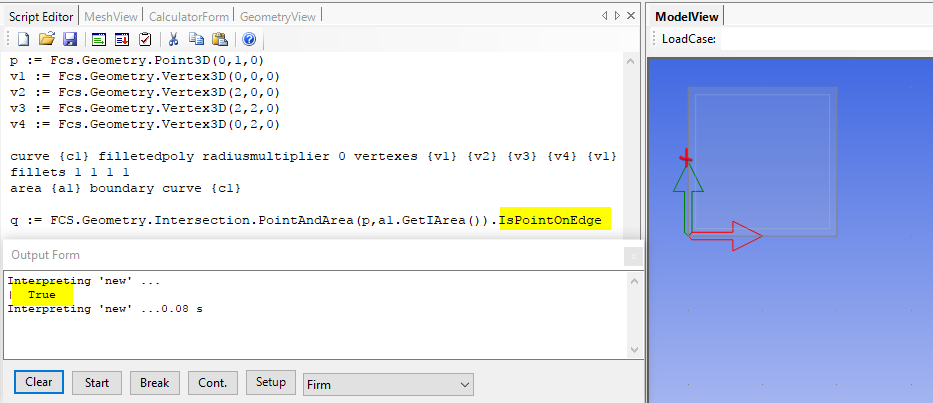 Script Editor MeshView CalculatorForm GeometryView
ModelView
LoadCase:
p := Fcs.Geometry.Point3D(0,1,0)
v1 := Fcs.Geometry.Vertex3D(0,0,0)
v2 := Fcs.Geometry.Vertex3D(2,0,0)
v3 := Fcs.Geometry.Vertex3D(2,2,0)
v4 := Fcs.Geometry.Vertex3D(0,2,0)
curve {c1} filletedpoly radiusmultiplier 0 vertexes {v1} {v2} {v3} {v4} {v1}
fillets 1 1 1 1
area {a1} boundary curve {c1}
q := FCS.Geometry.Intersection.PointAndArea(p,a1.GetIArea()).IsPointOnEdge
Output Form
Interpreting 'new' ...
| True
Interpreting 'new' ...0.08 s
Clear Start Break Cont. Setup Firm